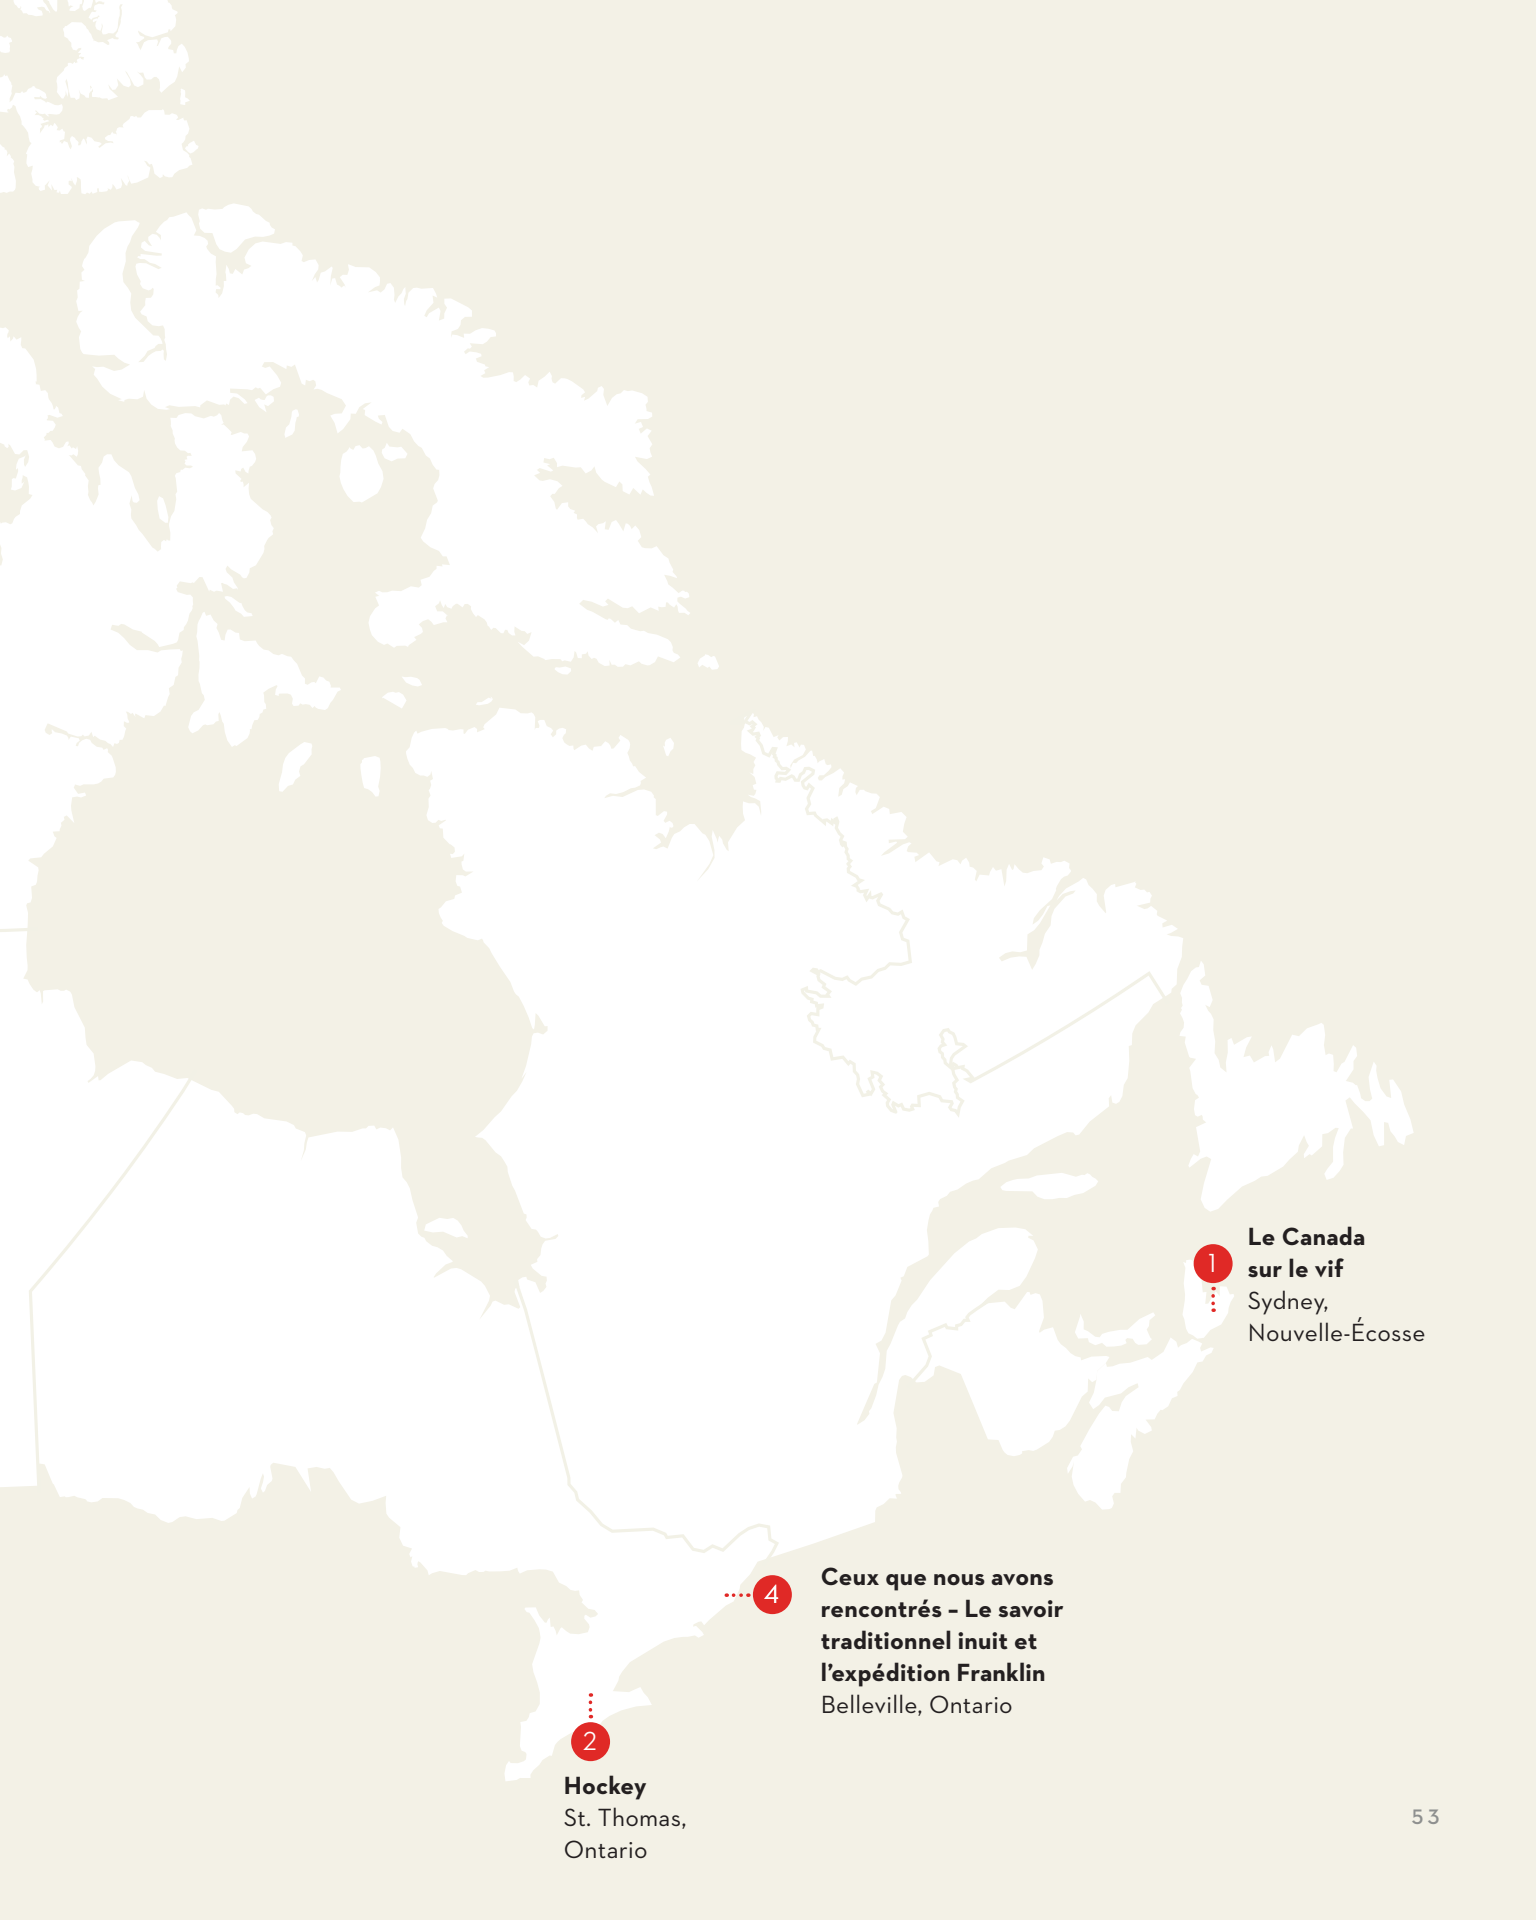 1
Le Canada
sur le vif
Sydney,
Nouvelle-Écosse
4
Ceux que nous avons
rencontrés – Le savoir
traditionnel inuit et
l’expédition Franklin
Belleville, Ontario
2
Hockey
St. Thomas,
Ontario
53